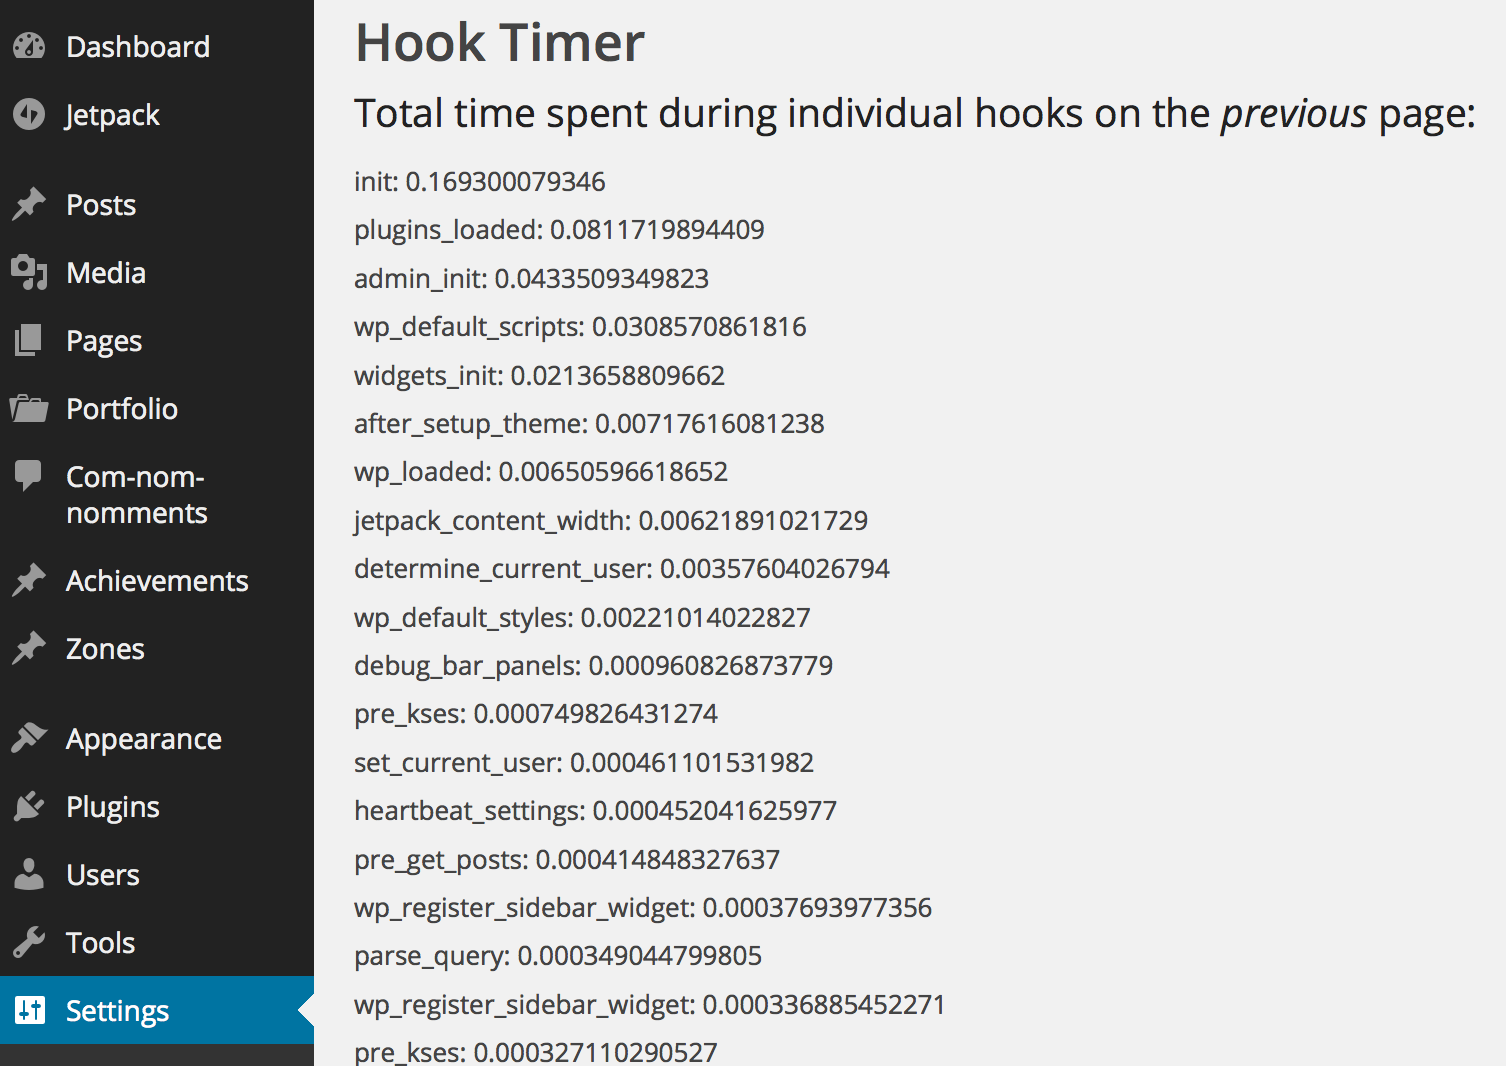 Dashboard
Jetpack
Posts
Media
Pages
Portfolio
Com-nom-
nomments
Achievements
Zones
Appearance
Plugins
Users
Tools
Settings
Hook Timer
Total time spent during individual hooks on the previous page:
init: 0.169300079346
plugins_loaded: 0.0811719894409
admin_init: 0.0433509349823
wp_default_scripts: 0.0308570861816
widgets_init: 0.0213658809662
after_setup_theme: 0.00717616081238
wp_loaded: 0.00650596618652
jetpack_content_width: 0.00621891021729
determine_current_user: 0.00357604026794
wp_default_styles: 0.00221014022827
debug_bar_panels: 0.000960826873779
pre_kses: 0.000749826431274
set_current_user: 0.000461101531982
heartbeat_settings: 0.000452041625977
pre_get_posts: 0.000414848327637
wp_register_sidebar_widget: 0.00037693977356
parse_query: 0.000349044799805
wp_register_sidebar_widget: 0.000336885452271
pre_kses: 0.000327110290527